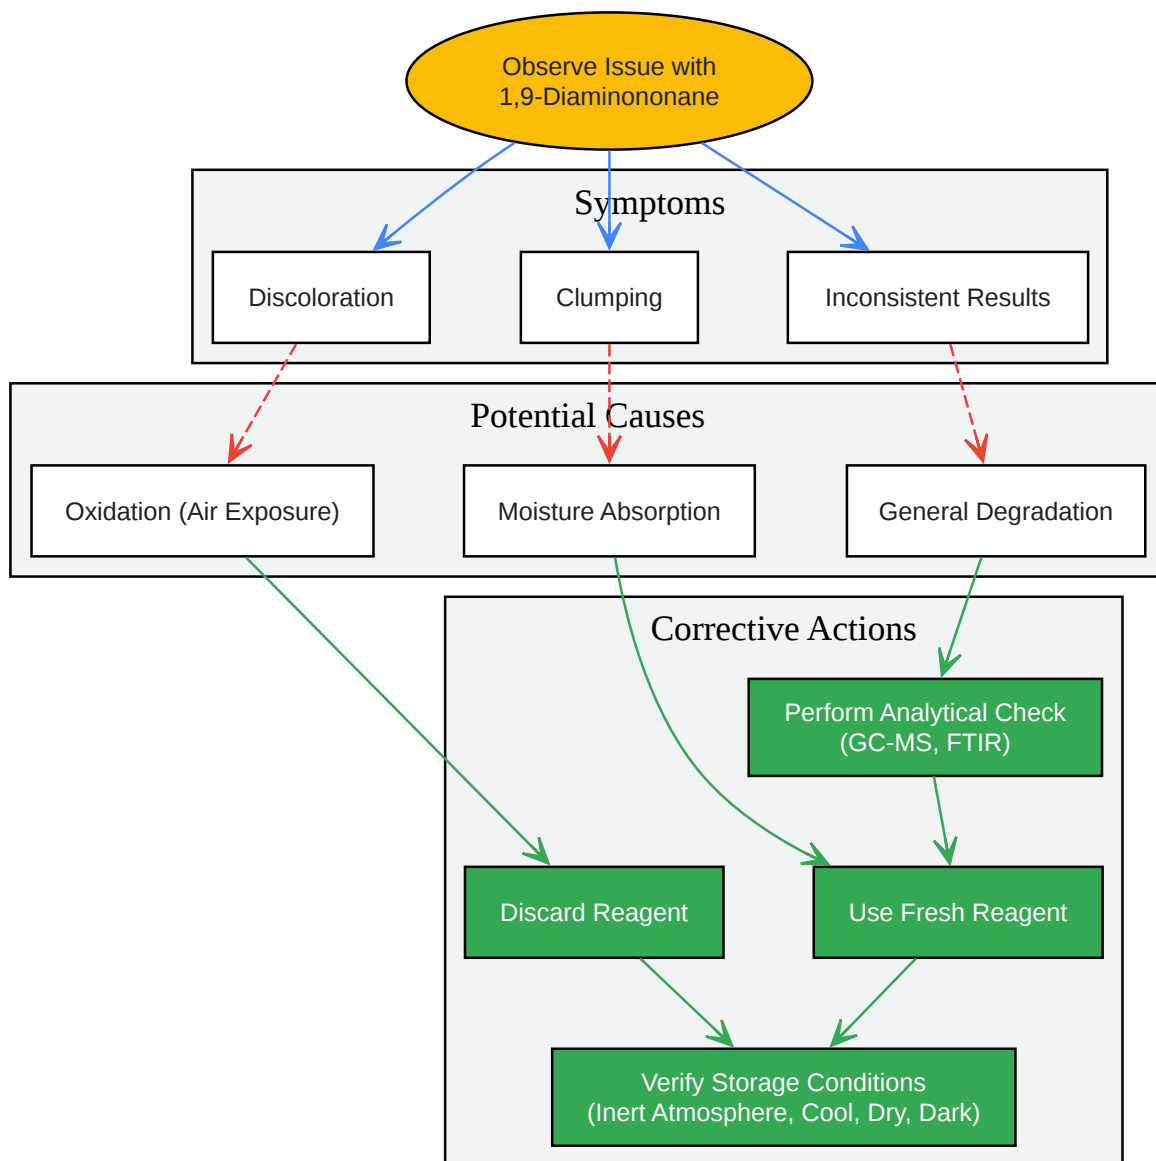 Observe Issue with
1,9-Diaminononane
Symptoms
Discoloration
Clumping
Inconsistent Results
Potential Causes
Oxidation (Air Exposure)
Moisture Absorption
General Degradation
Corrective Actions
Perform Analytical Check
(GC-MS, FTIR)
Discard Reagent
Use Fresh Reagent
Verify Storage Conditions
(Inert Atmosphere, Cool, Dry, Dark)